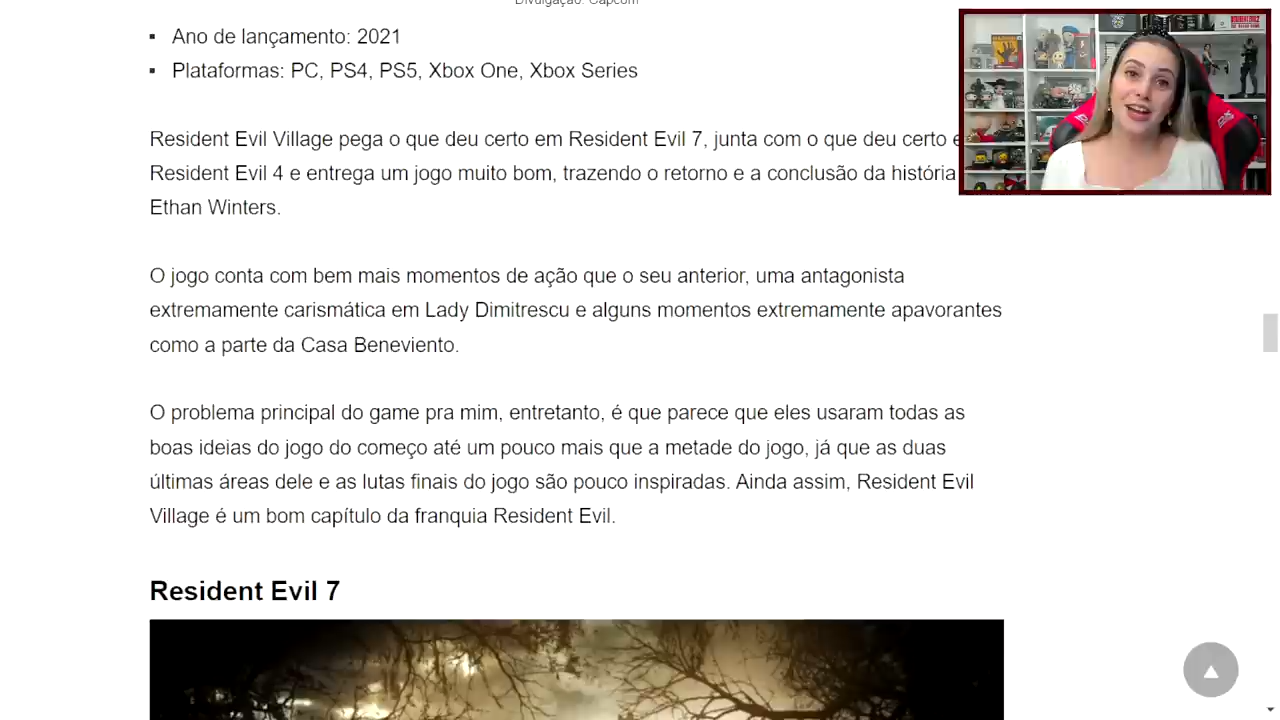 Divulgação: Capcom
Ano de lançamento: 2021
Plataformas: PC, PS4, PS5, Xbox One, Xbox Series
Resident Evil Village pega o que deu certo em Resident Evil 7, junta com o que deu certo
Resident Evil 4 e entrega um jogo muito bom, trazendo o retorno e a conclusão da história
Ethan Winters.
O jogo conta com bem mais momentos de ação que o seu anterior, uma antagonista
extremamente carismática em Lady Dimitrescu e alguns momentos extremamente apavorantes
como a parte da Casa Beneviento.
O problema principal do game pra mim, entretanto, é que parece que eles usaram todas as
boas ideias do jogo do começo até um pouco mais que a metade do jogo, já que as duas
últimas áreas dele e as lutas finais do jogo são pouco inspiradas. Ainda assim, Resident Evil
Village é um bom capítulo da franquia Resident Evil.
Resident Evil 7